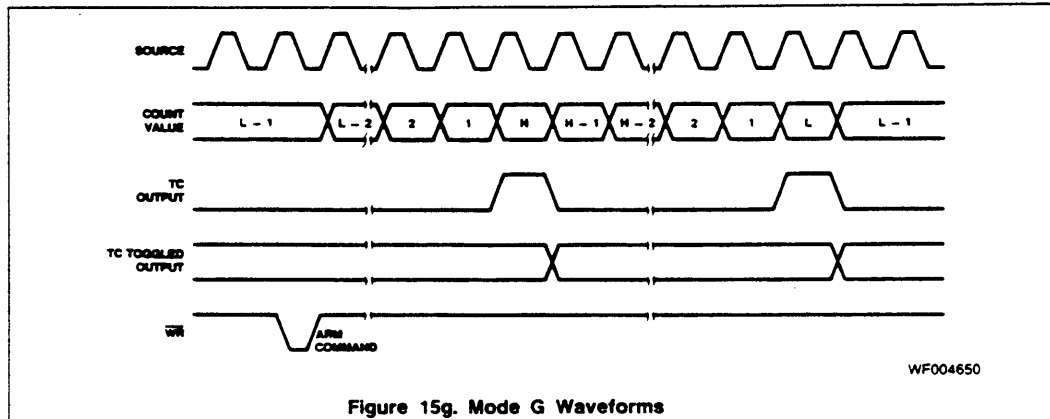 SOURCE
COUNT VALUE
L – 1 L – 2 2 1 H H – 1 H – 2 2 1 L L – 1
TC OUTPUT
TC TOGGLED OUTPUT
WR
ARM COMMAND
WF004650
Figure 15g. Mode G Waveforms